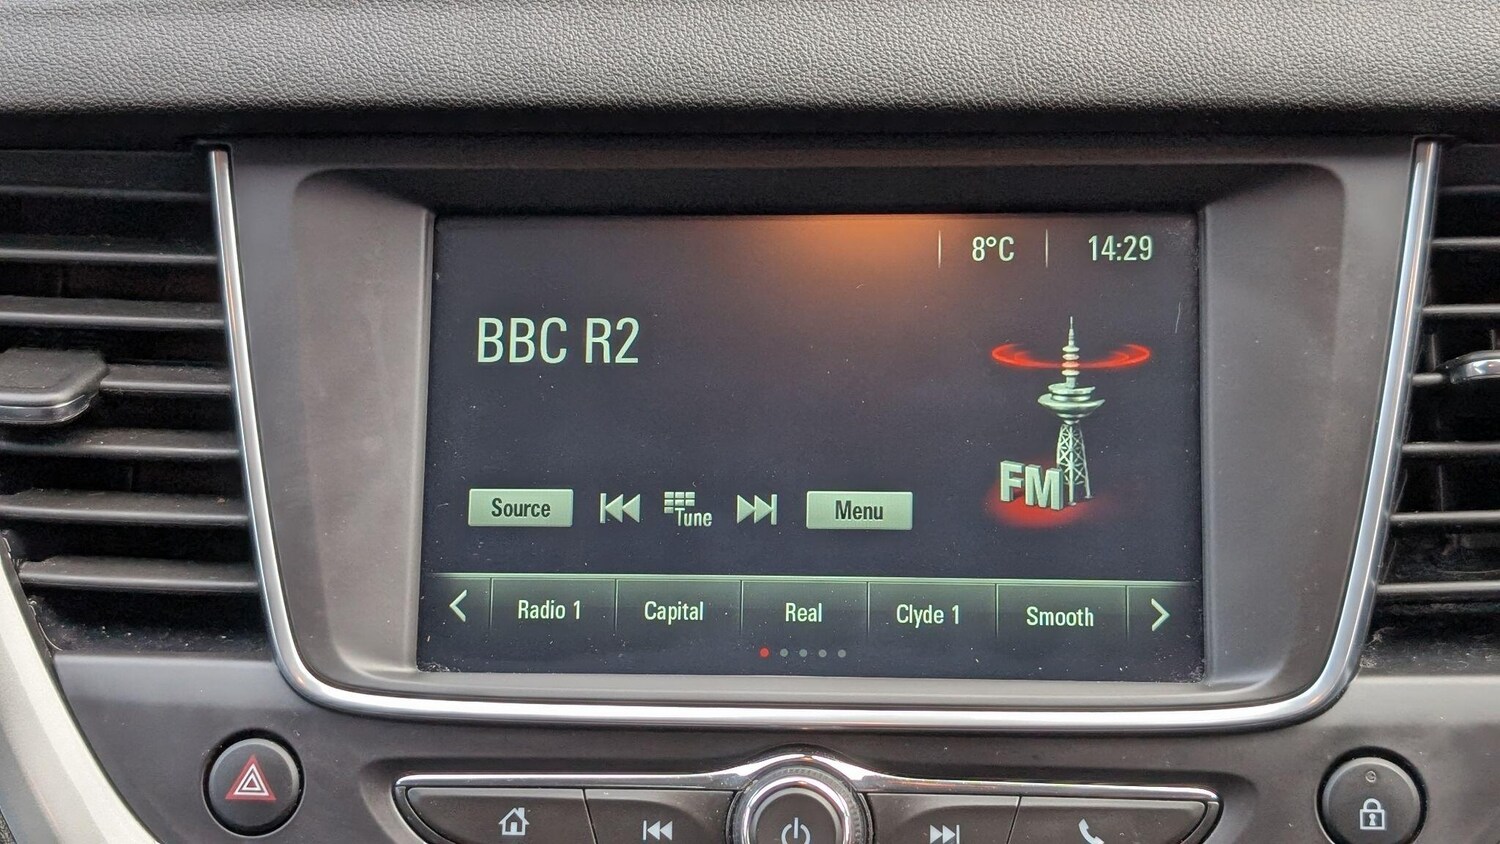 8°C 14:29
BBC R2
FM
Source Tune Menu
Radio 1 Capital Real Clyde 1 Smooth